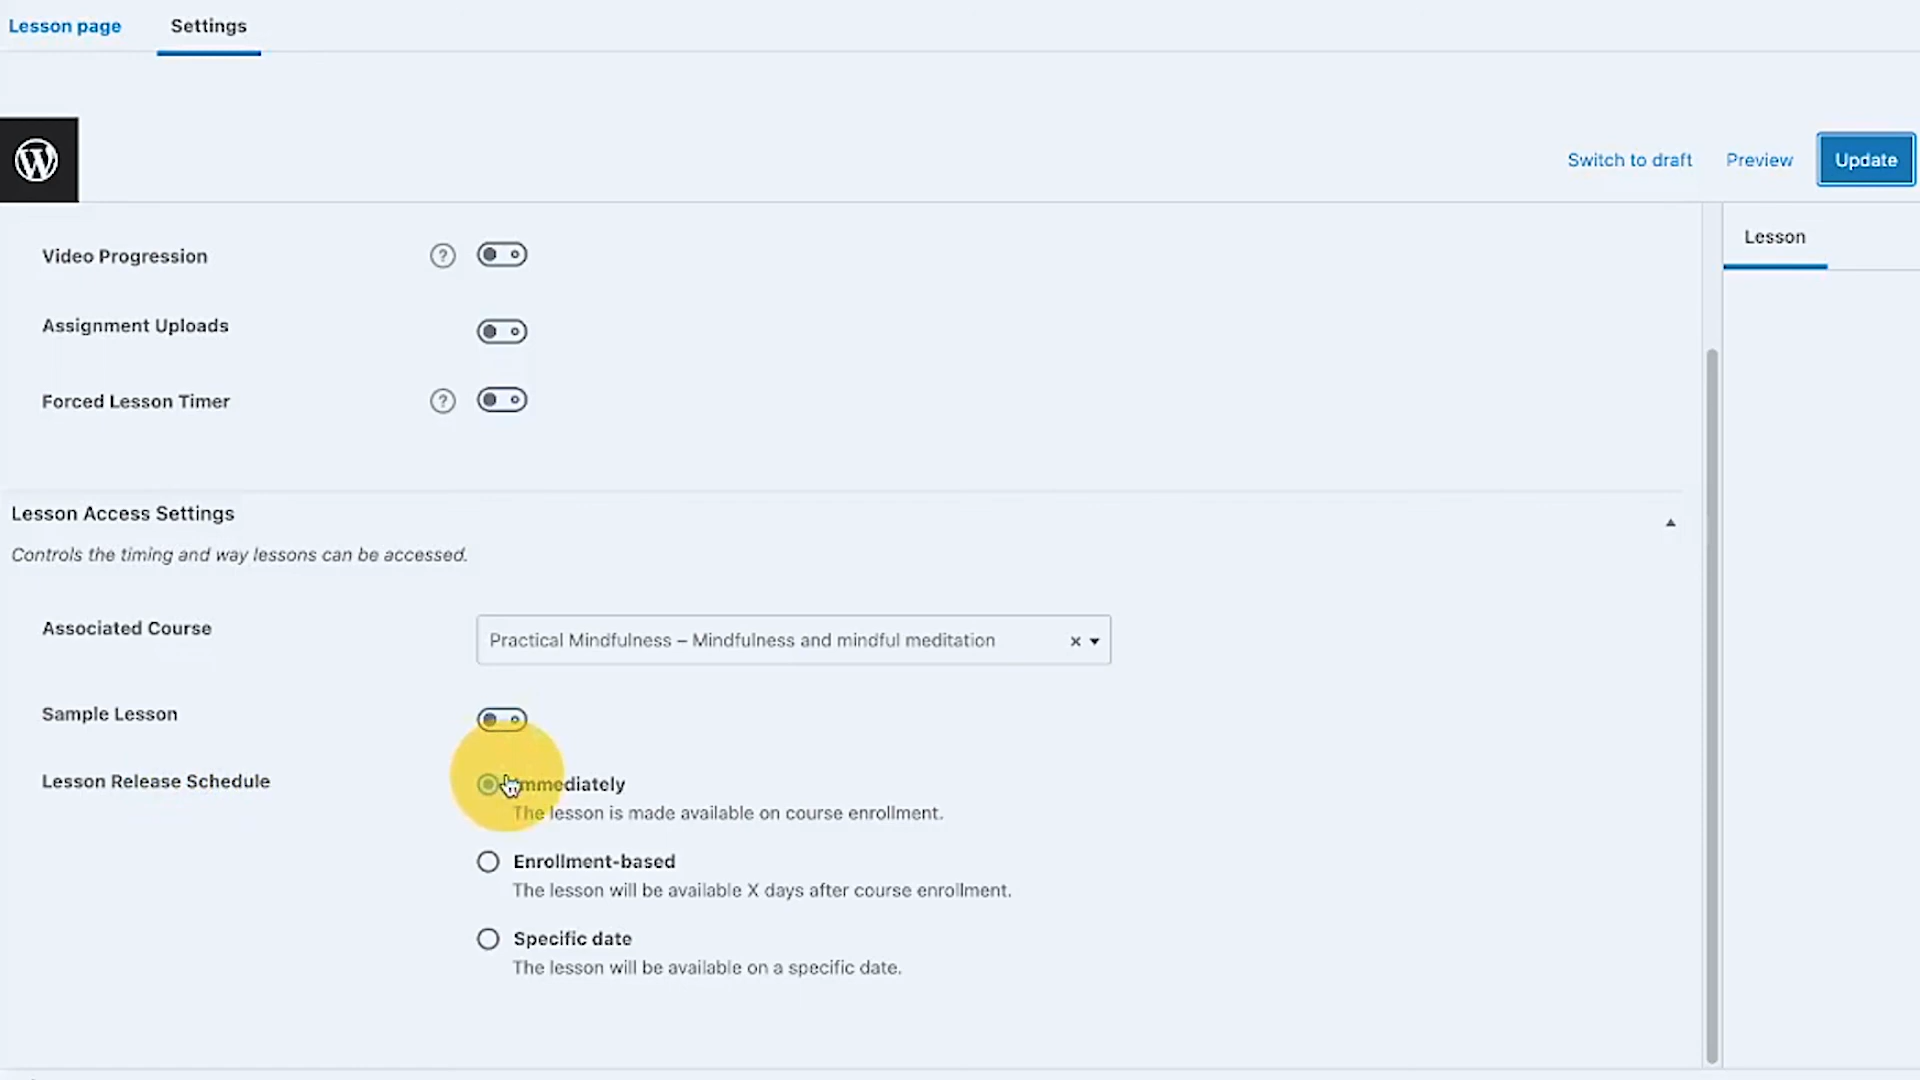 Lesson page
Settings
Switch to draft
Preview
Update
Lesson
Video Progression
?
Assignment Uploads
Forced Lesson Timer
?
Lesson Access Settings
Controls the timing and way lessons can be accessed.
Associated Course
Practical Mindfulness – Mindfulness and mindful meditation
Sample Lesson
Lesson Release Schedule
Immediately
The lesson is made available on course enrollment.
Enrollment-based
The lesson will be available X days after course enrollment.
Specific date
The lesson will be available on a specific date.